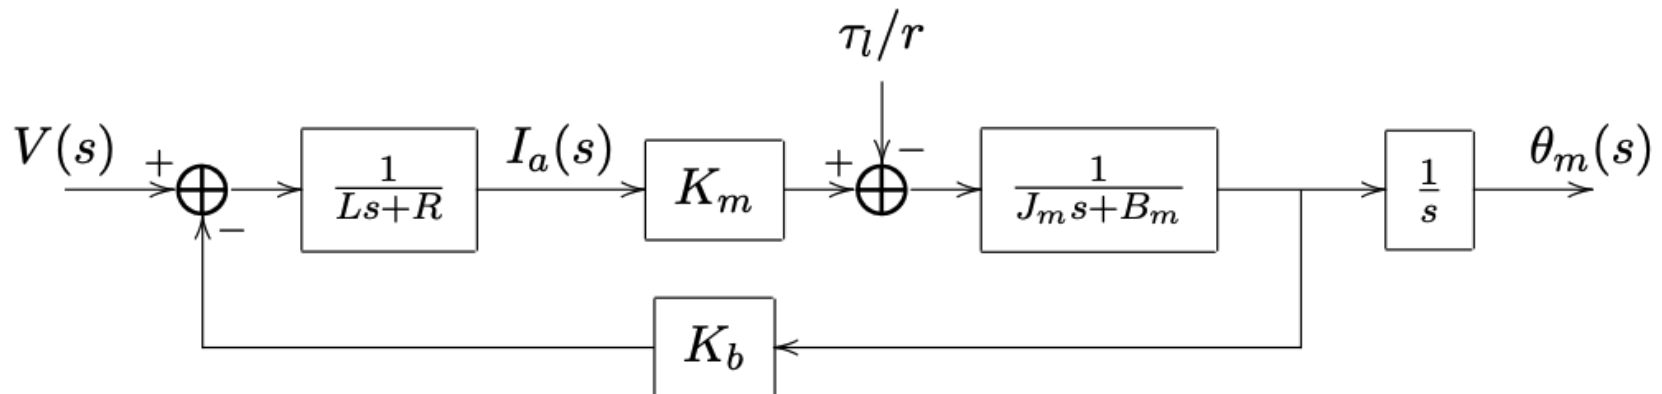 τ_l/r
V(s) + − 1/(Ls+R) I_a(s) K_m + − 1/(J_m s+B_m) 1/s θ_m(s)
K_b